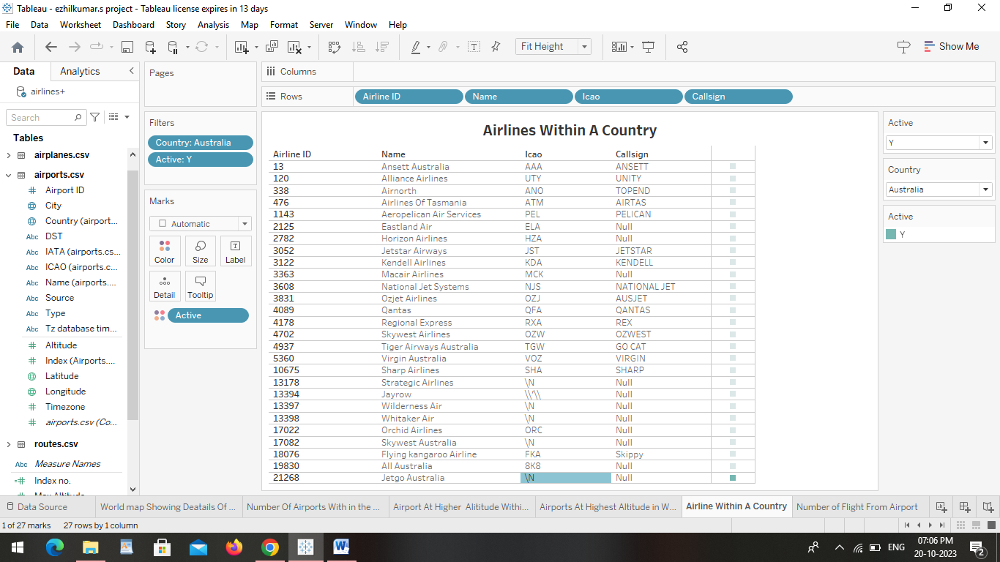 Tableau - ezhilkumar.s project - Tableau license expires in 13 days
File Data Worksheet Dashboard Story Analysis Map Format Server Window Help
Fit Height
Show Me
Data Analytics
airlines+
Search
Tables
airplanes.csv
airports.csv
# Airport ID
City
Country (airport...
Abc DST
Abc IATA (airports.cs...
Abc ICAO (airports.c...
Abc Name (airports....
Abc Source
Abc Type
Abc Tz database tim...
# Altitude
# Index (Airports....
Latitude
Longitude
# Timezone
# airports.csv (Co...
routes.csv
Abc Measure Names
Index no.
Max Altitude
Pages
Filters
Country: Australia
Active: Y
Marks
Automatic
Color Size Label
Detail Tooltip
Active
Columns
Rows Airline ID Name Icao Callsign
Airlines Within A Country
Airline ID Name Icao Callsign
13 Ansett Australia AAA ANSETT
120 Alliance Airlines UTY UNITY
338 Airnorth ANO TOPEND
476 Airlines Of Tasmania ATM AIRTAS
1143 Aeropelican Air Services PEL PELICAN
2125 Eastland Air ELA Null
2782 Horizon Airlines HZA Null
3052 Jetstar Airways JST JETSTAR
3122 Kendell Airlines KDA KENDELL
3363 Macair Airlines MCK Null
3608 National Jet Systems NJS NATIONAL JET
3831 Ozjet Airlines OZJ AUSJET
4089 Qantas QFA QANTAS
4178 Regional Express RXA REX
4702 Skywest Airlines OZW OZWEST
4937 Tiger Airways Australia TGW GO CAT
5360 Virgin Australia VOZ VIRGIN
10675 Sharp Airlines SHA SHARP
13178 Strategic Airlines \N Null
13394 Jayrow \\'\\ Null
13397 Wilderness Air \N Null
13398 Whitaker Air \N Null
17022 Orchid Airlines ORC Null
17082 Skywest Australia \N Null
18076 Flying kangaroo Airline FKA Skippy
19830 All Australia 8K8 Null
21268 Jetgo Australia \N Null
Active
Y
Country
Australia
Active
Y
Data Source World map Showing Deatails Of ... Number Of Airports With in the ... Airport At Higher Alititude Withi... Airports At Highest Altitude in W... Airline Within A Country Number of Flight From Airport
1 of 27 marks 27 rows by 1 column
ENG
07:06 PM
20-10-2023
2